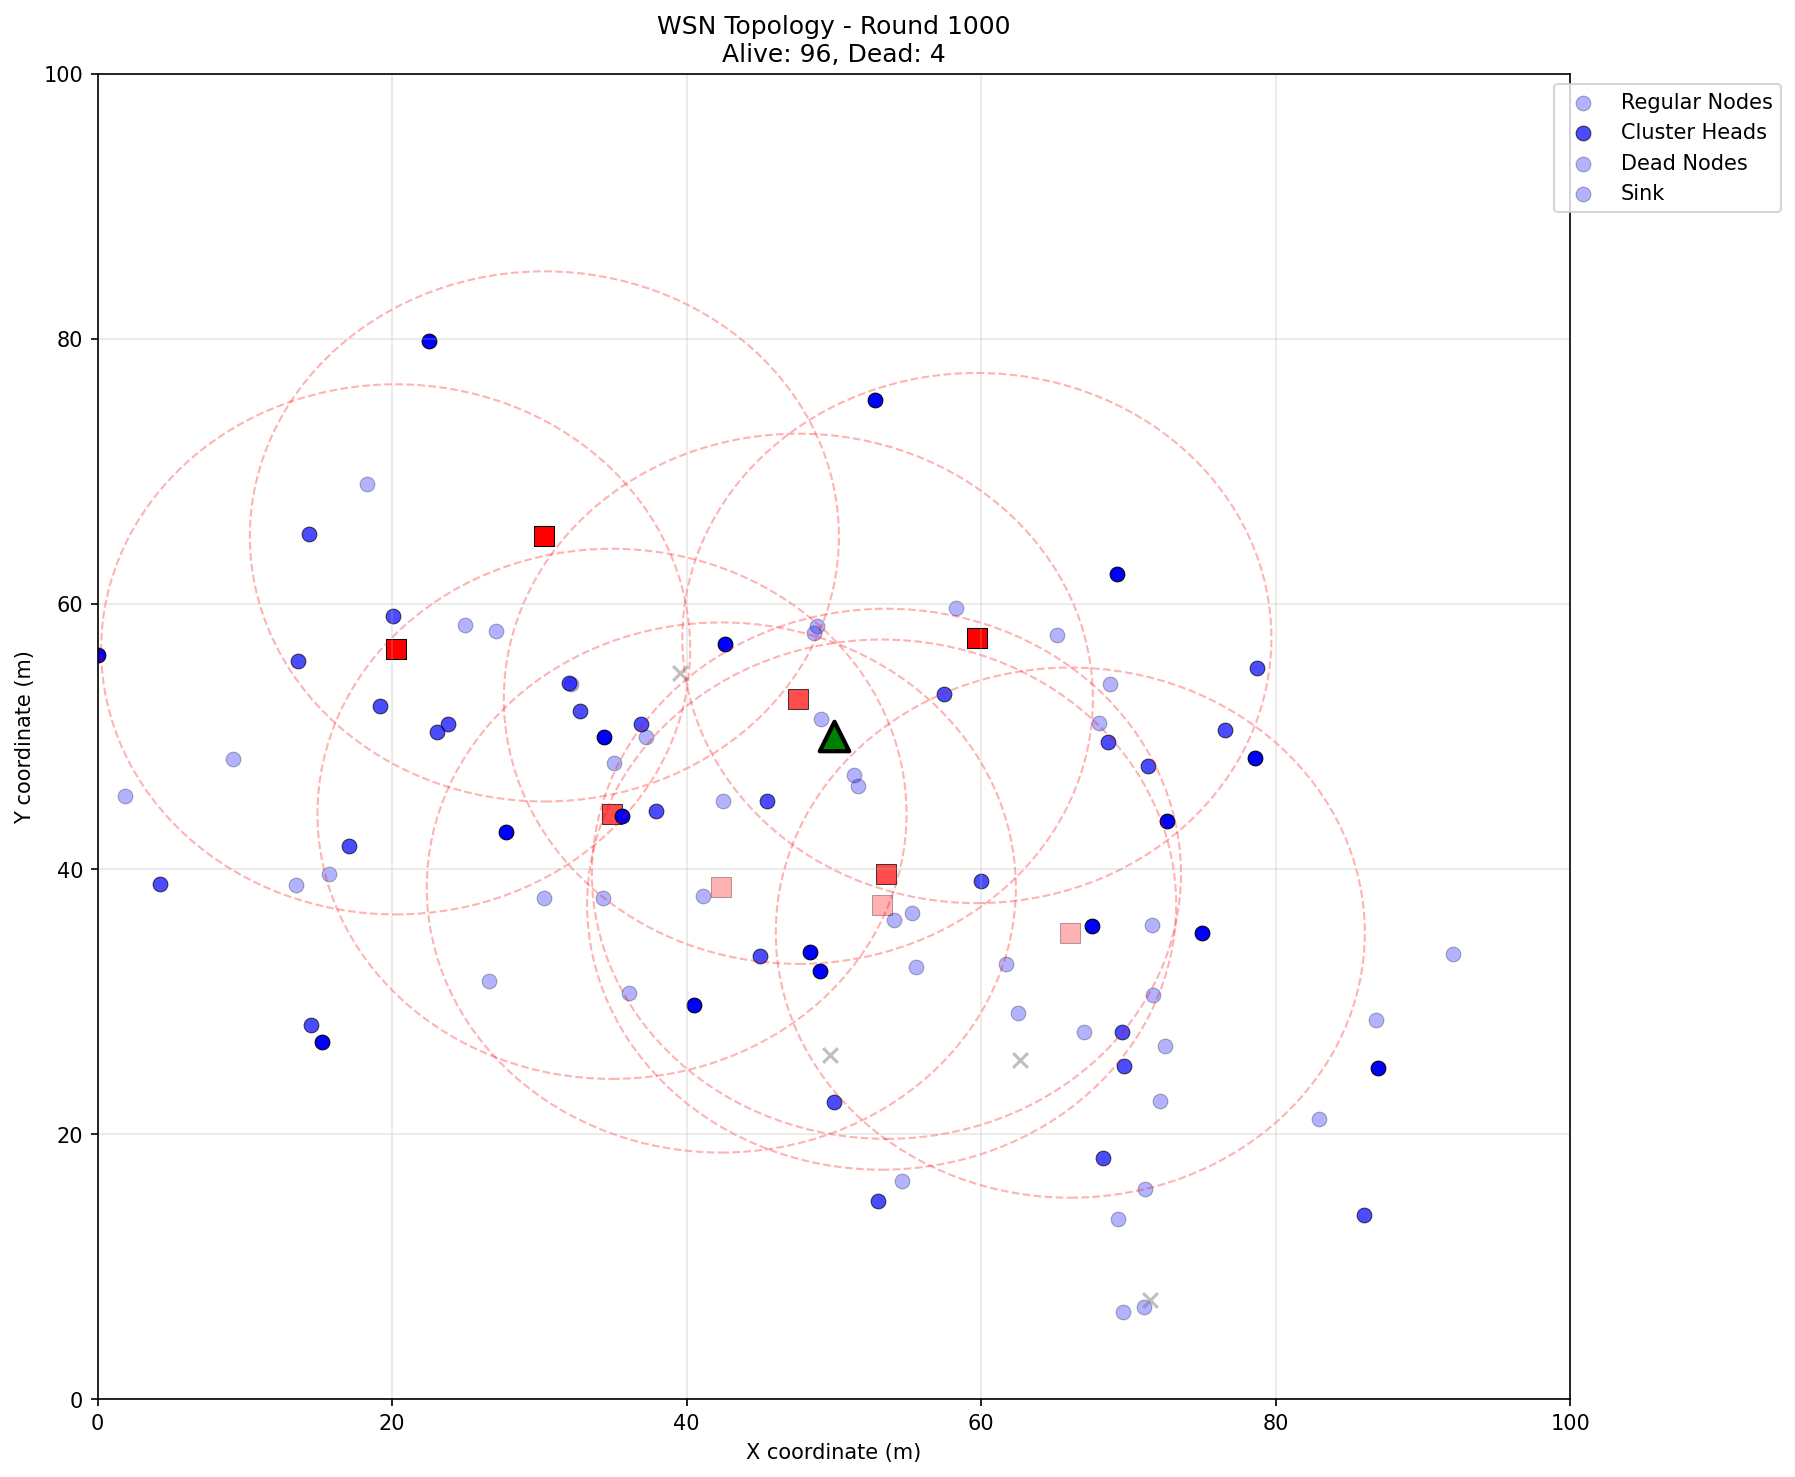 WSN Topology - Round 1000
Alive: 96, Dead: 4
Regular Nodes
Cluster Heads
Dead Nodes
Sink
Y coordinate (m)
100
80
60
40
20
0
0 20 40 60 80 100
X coordinate (m)